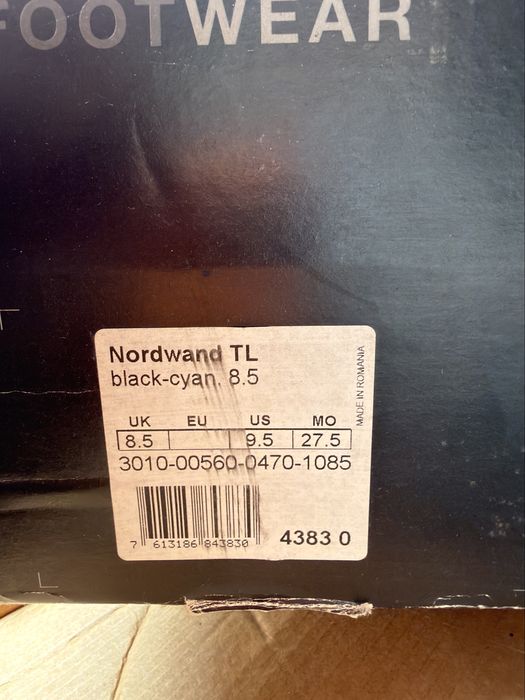 FOOTWEAR
Nordwand TL
black-cyan, 8.5
MADE IN ROMANIA
UK EU US MO
8.5 9.5 27.5
3010-00560-0470-1085
7 613186 843830
4383 0